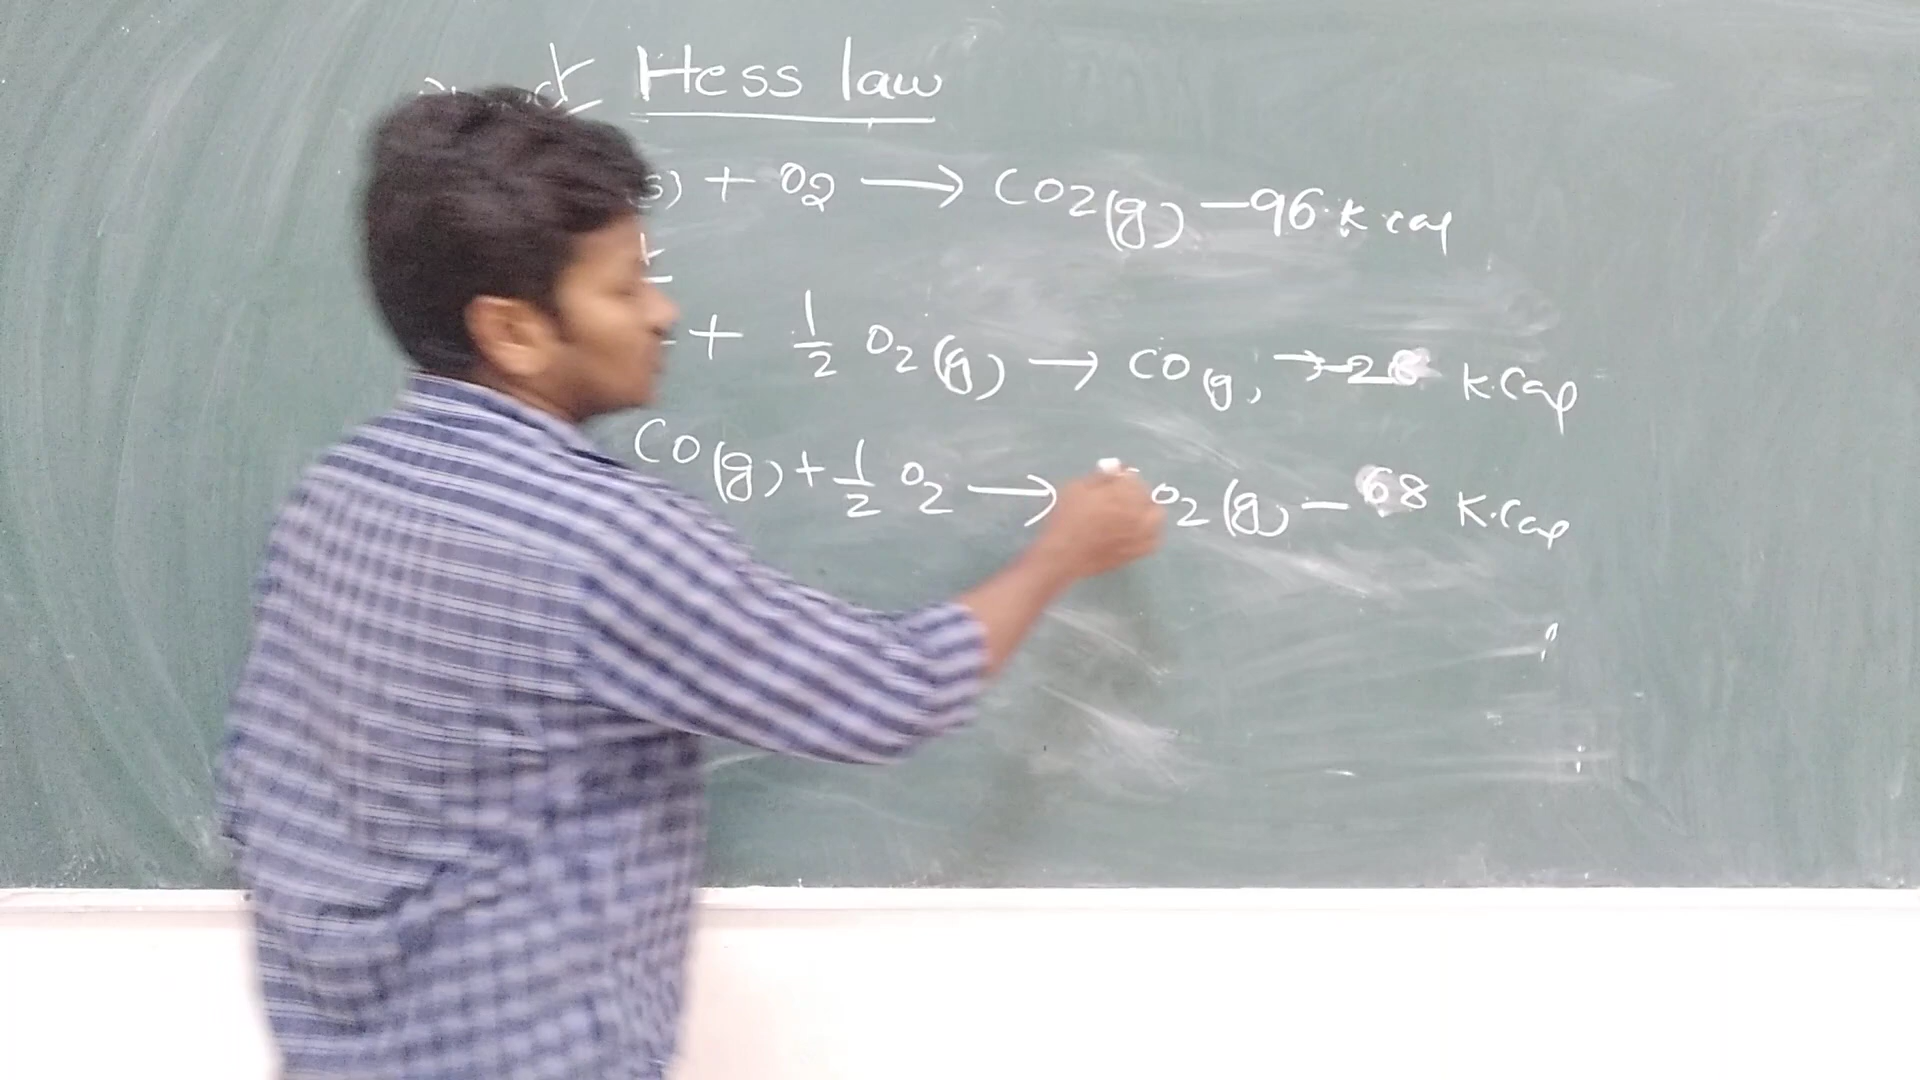 Hess law
(s) + O2 → CO2(g) – 96 K cal
+ 1/2 O2 (g) → CO(g) → –28 K.Cal
CO(g) + 1/2 O2 → O2 (g) – 68 K.Cal